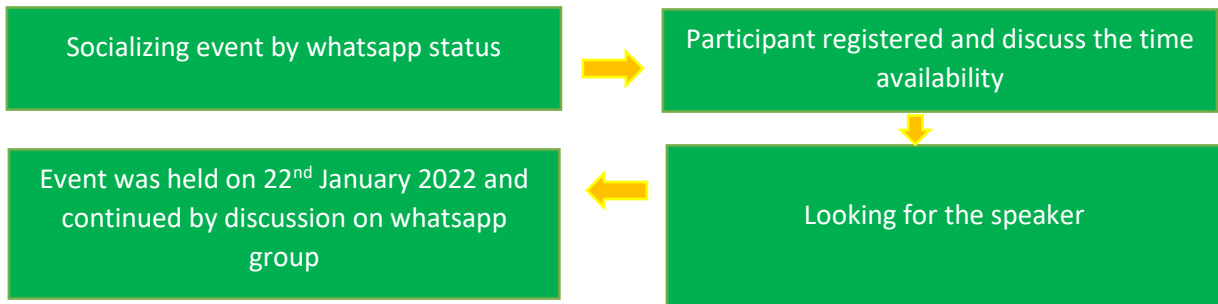 Socializing event by whatsapp status
Participant registered and discuss the time
availability
Looking for the speaker
Event was held on 22nd January 2022 and
continued by discussion on whatsapp
group